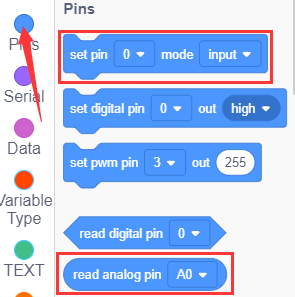 Pins
Serial
Data
Variable
Type
TEXT
Pins
set pin 0 mode input
set digital pin 0 out high
set pwm pin 3 out 255
read digital pin 0
read analog pin A0